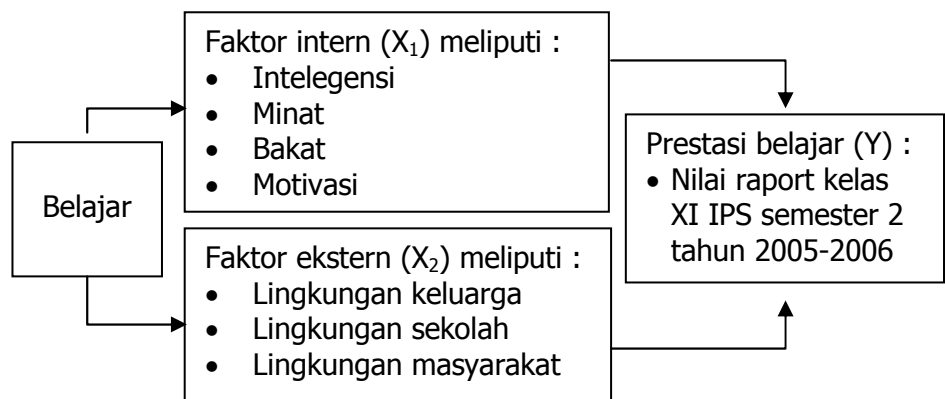 Belajar
Faktor intern (X₁) meliputi :
• Intelegensi
• Minat
• Bakat
• Motivasi
Faktor ekstern (X₂) meliputi :
• Lingkungan keluarga
• Lingkungan sekolah
• Lingkungan masyarakat
Prestasi belajar (Y) :
• Nilai raport kelas
XI IPS semester 2
tahun 2005-2006